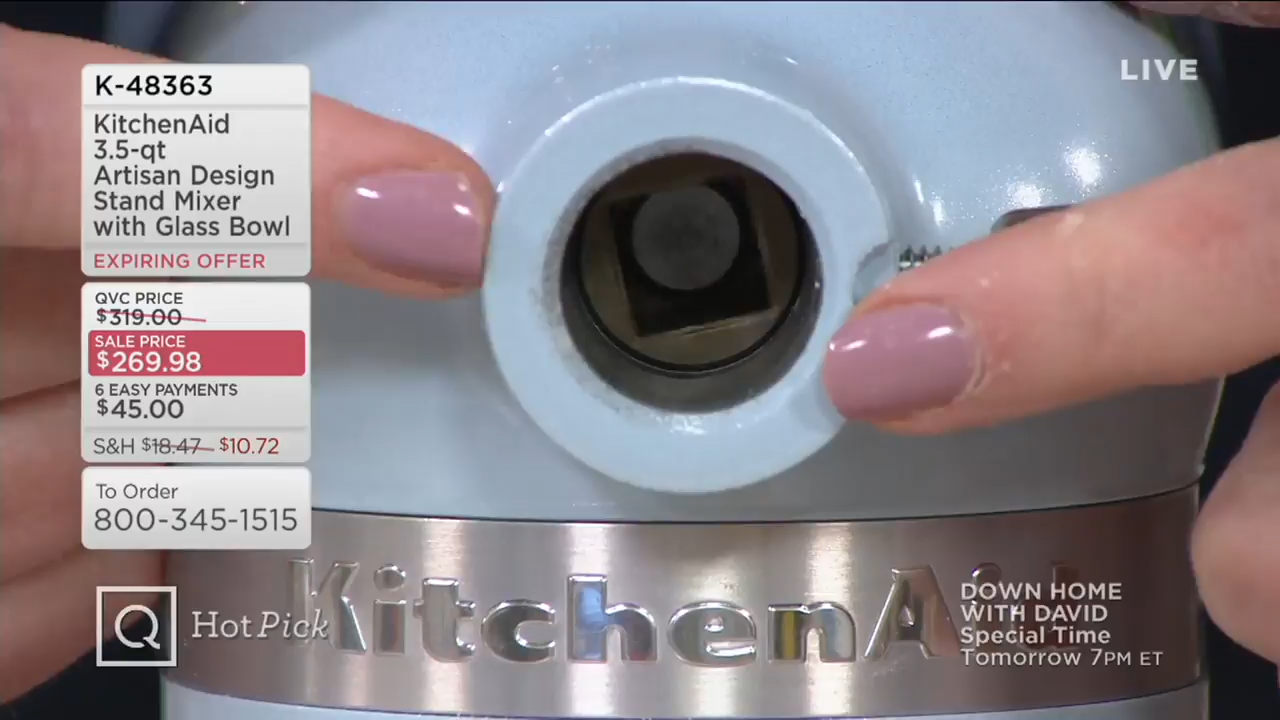 K-48363
KitchenAid
3.5-qt
Artisan Design
Stand Mixer
with Glass Bowl
EXPIRING OFFER
QVC PRICE
$319.00
SALE PRICE
$269.98
6 EASY PAYMENTS
$45.00
S&H $18.47 $10.72
To Order
800-345-1515
LIVE
KitchenAid
Q Hot Pick
DOWN HOME
WITH DAVID
Special Time
Tomorrow 7PM ET